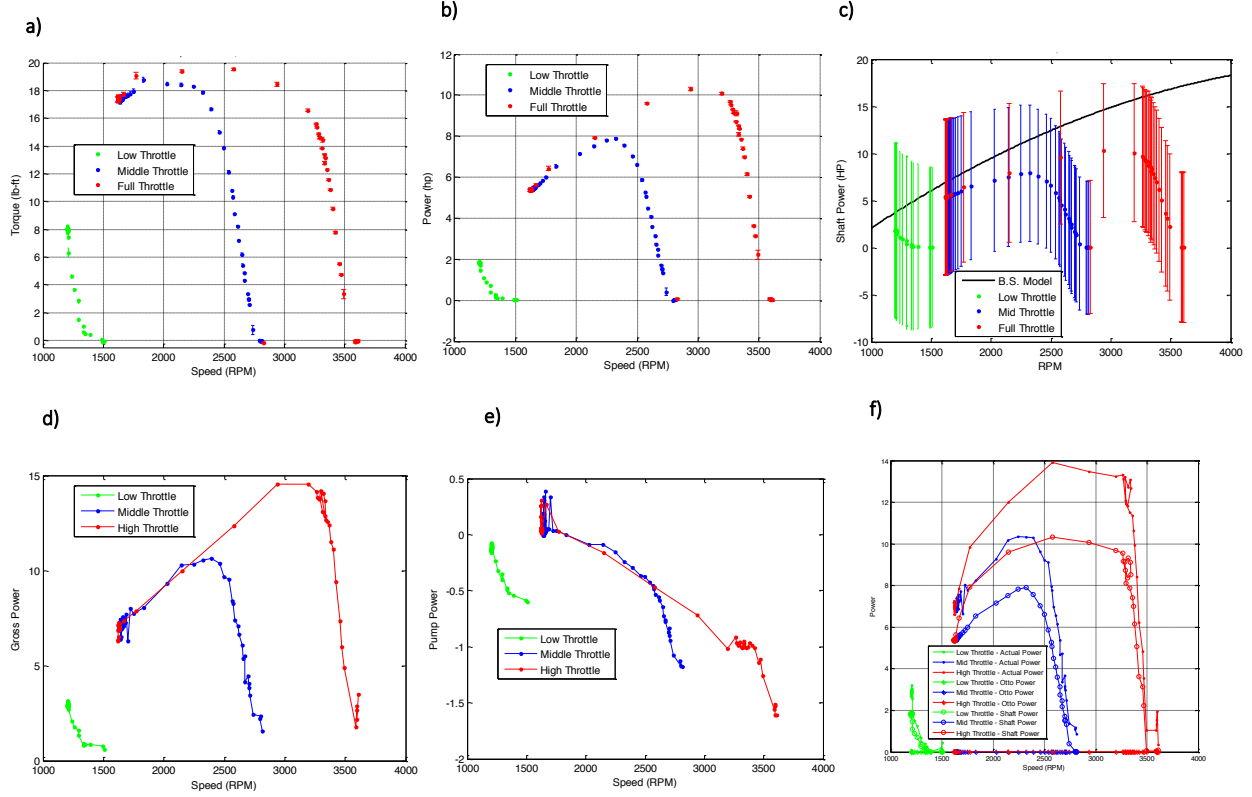 a)
20
18
16
14
12
10
8
6
4
2
0
Torque (lb-ft)
Low Throttle
Middle Throttle
Full Throttle
1000 1500 2000 2500 3000 3500 4000
Speed (RPM)
b)
12
10
8
6
4
2
0
-2
Power (hp)
Low Throttle
Middle Throttle
Full Throttle
1000 1500 2000 2500 3000 3500 4000
Speed (RPM)
c)
20
15
10
5
0
-5
-10
Shaft Power (HP)
B.S. Model
Low Throttle
Mid Throttle
Full Throttle
1000 1500 2000 2500 3000 3500 4000
RPM
d)
15
10
5
0
Gross Power
Low Throttle
Middle Throttle
High Throttle
1000 1500 2000 2500 3000 3500 4000
Speed (RPM)
e)
0.5
0
-0.5
-1
-1.5
-2
Pump Power
Low Throttle
Middle Throttle
High Throttle
1000 1500 2000 2500 3000 3500 4000
Speed (RPM)
f)
14
12
10
8
6
4
2
0
Power
Low Throttle - Actual Power
Mid Throttle - Actual Power
High Throttle - Actual Power
Low Throttle - Otto Power
Mid Throttle - Otto Power
High Throttle - Otto Power
Low Throttle - Shaft Power
Mid Throttle - Shaft Power
High Throttle - Shaft Power
1000 1500 2000 2500 3000 3500 4000
Speed (RPM)